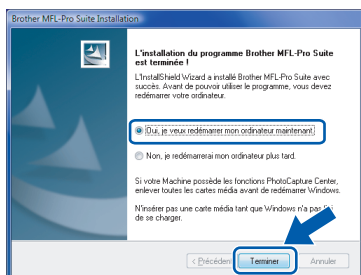 Brother MFL-Pro Suite Installation
L'installation du programme Brother MFL-Pro Suite
est terminée !
L'InstallShield Wizard a installé Brother MFL-Pro Suite avec
succès. Avant de pouvoir utiliser le programme, vous devez
redémarrer votre ordinateur.
Oui, je veux redémarrer mon ordinateur maintenant.
Non, je redémarrerai mon ordinateur plus tard.
Si votre Machine possède les fonctions PhotoCapture Center,
enlever toutes les cartes média avant de redémarrer Windows.
N'insérer pas une carte média tant que Windows n'a pas
de se charger.
< Précédent
Terminer
Annuler